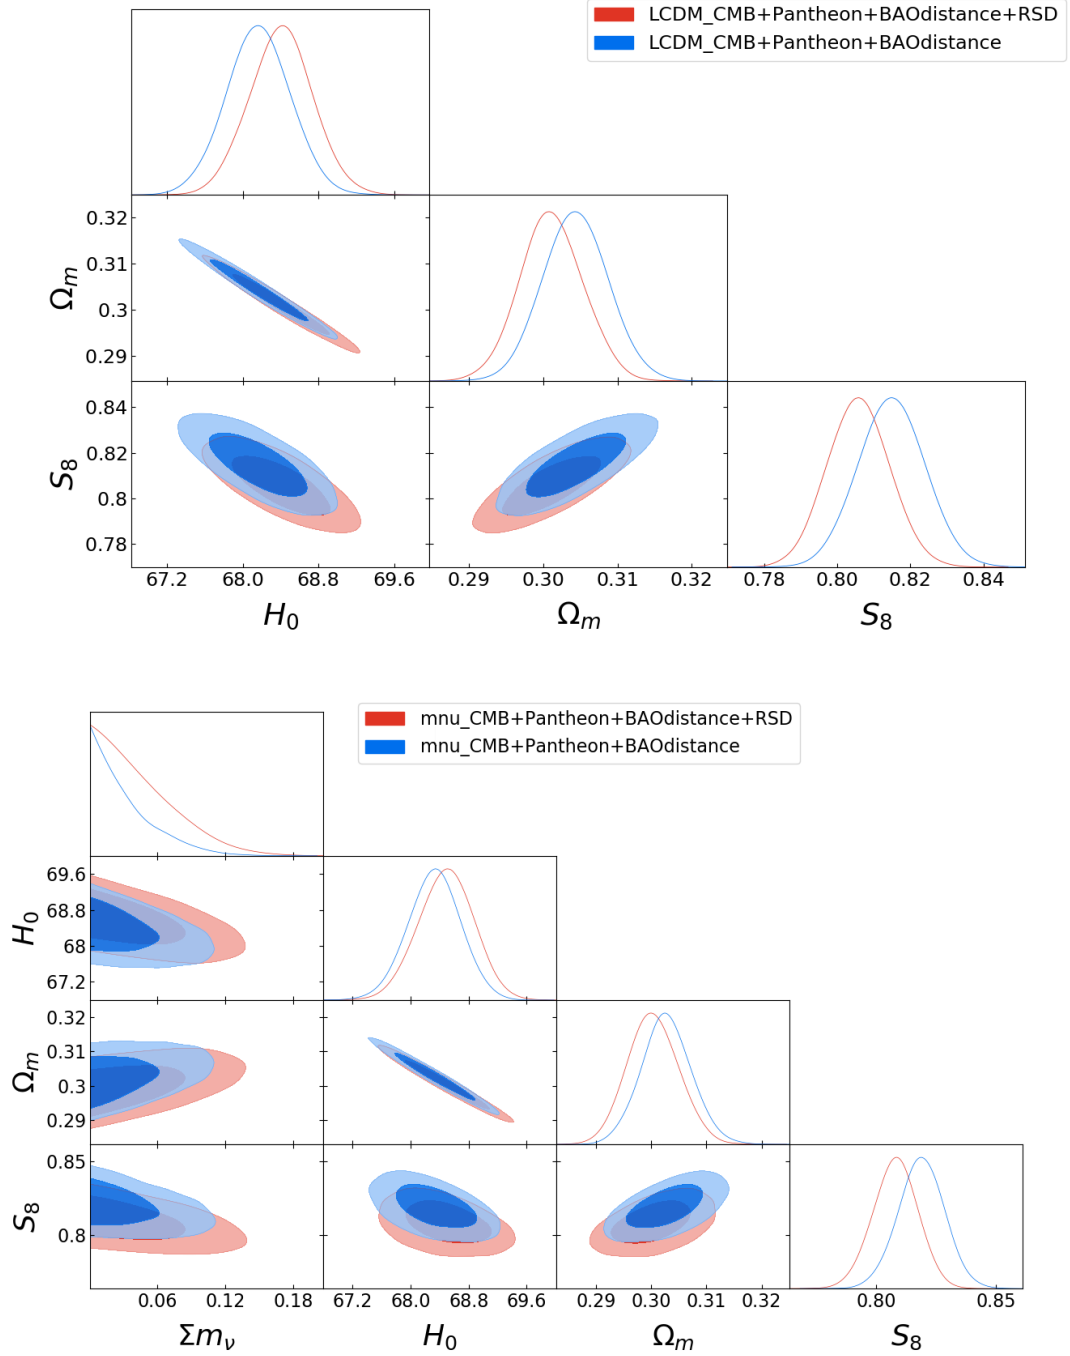 LCDM_CMB+Pantheon+BAOdistance+RSD
LCDM_CMB+Pantheon+BAOdistance
0.32
0.31
0.3
0.29
Ωm
0.84
0.82
0.8
0.78
S8
67.2 68.0 68.8 69.6
0.29 0.30 0.31 0.32
0.78 0.80 0.82 0.84
H0
Ωm
S8
mnu_CMB+Pantheon+BAOdistance+RSD
mnu_CMB+Pantheon+BAOdistance
69.6
68.8
68
67.2
H0
0.32
0.31
0.3
0.29
Ωm
0.85
0.8
S8
0.06 0.12 0.18
67.2 68.0 68.8 69.6
0.29 0.30 0.31 0.32
0.80 0.85
Σmν
H0
Ωm
S8